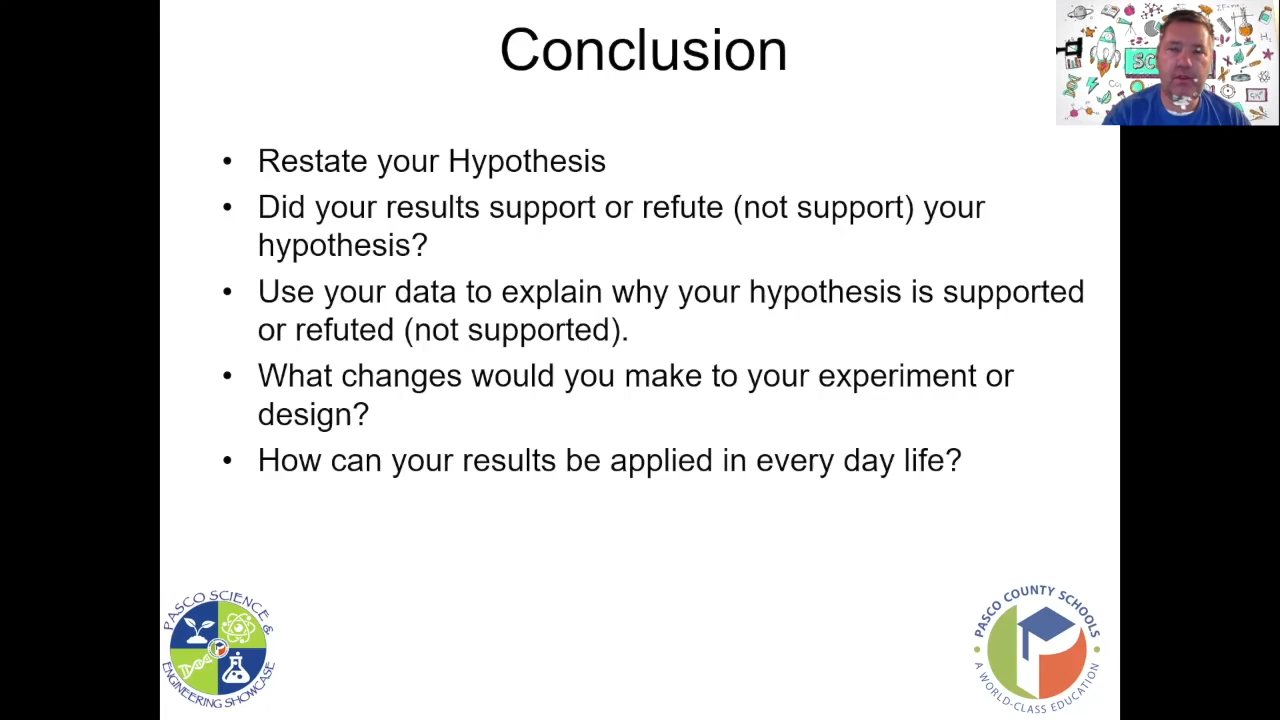 Conclusion
• Restate your Hypothesis
• Did your results support or refute (not support) your
hypothesis?
• Use your data to explain why your hypothesis is supported
or refuted (not supported).
• What changes would you make to your experiment or
design?
• How can your results be applied in every day life?
PASCO SCIENCE &
ENGINEERING SHOWCASE
PASCO COUNTY SCHOOLS
A WORLD-CLASS EDUCATION